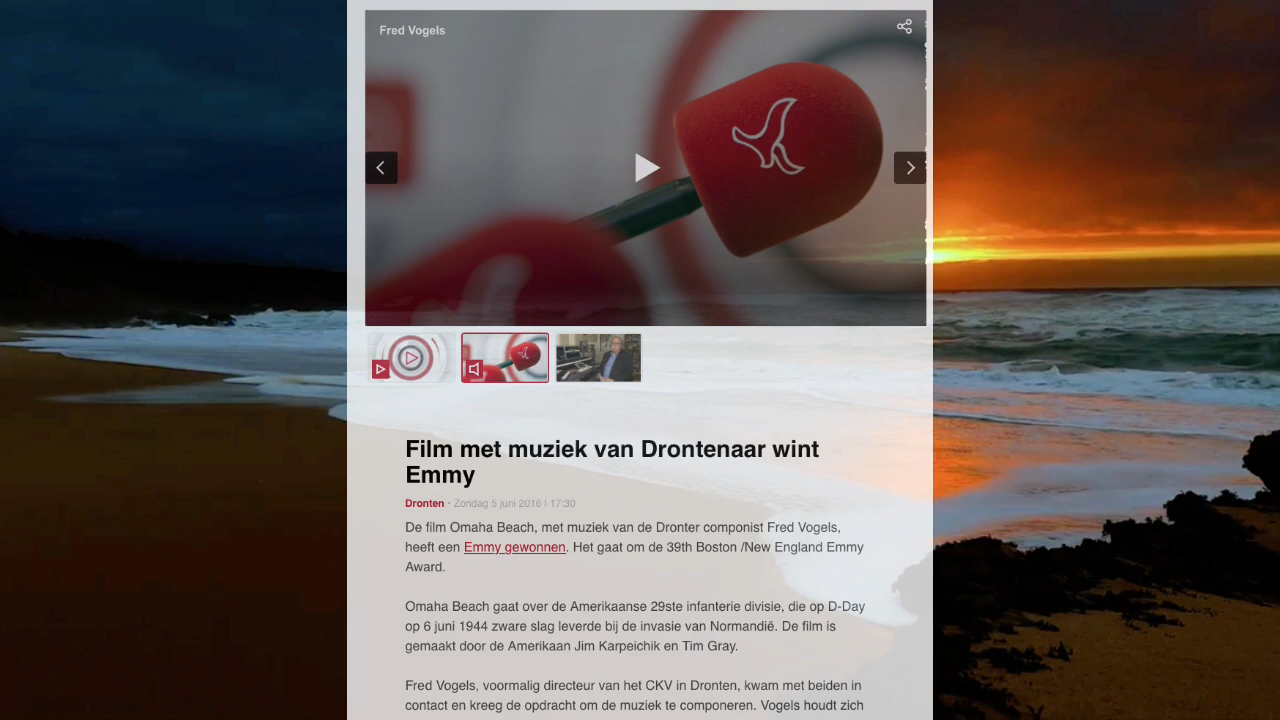 Fred Vogels
Film met muziek van Drontenaar wint
Emmy
Dronten - Zondag 5 juni 2016 | 17:30
De film Omaha Beach, met muziek van de Dronter componist Fred Vogels,
heeft een Emmy gewonnen. Het gaat om de 39th Boston /New England Emmy
Award.
Omaha Beach gaat over de Amerikaanse 29ste infanterie divisie, die op D-Day
op 6 juni 1944 zware slag leverde bij de invasie van Normandië. De film is
gemaakt door de Amerikaan Jim Karpeichik en Tim Gray.
Fred Vogels, voormalig directeur van het CKV in Dronten, kwam met beiden in
contact en kreeg de opdracht om de muziek te componeren. Vogels houdt zich